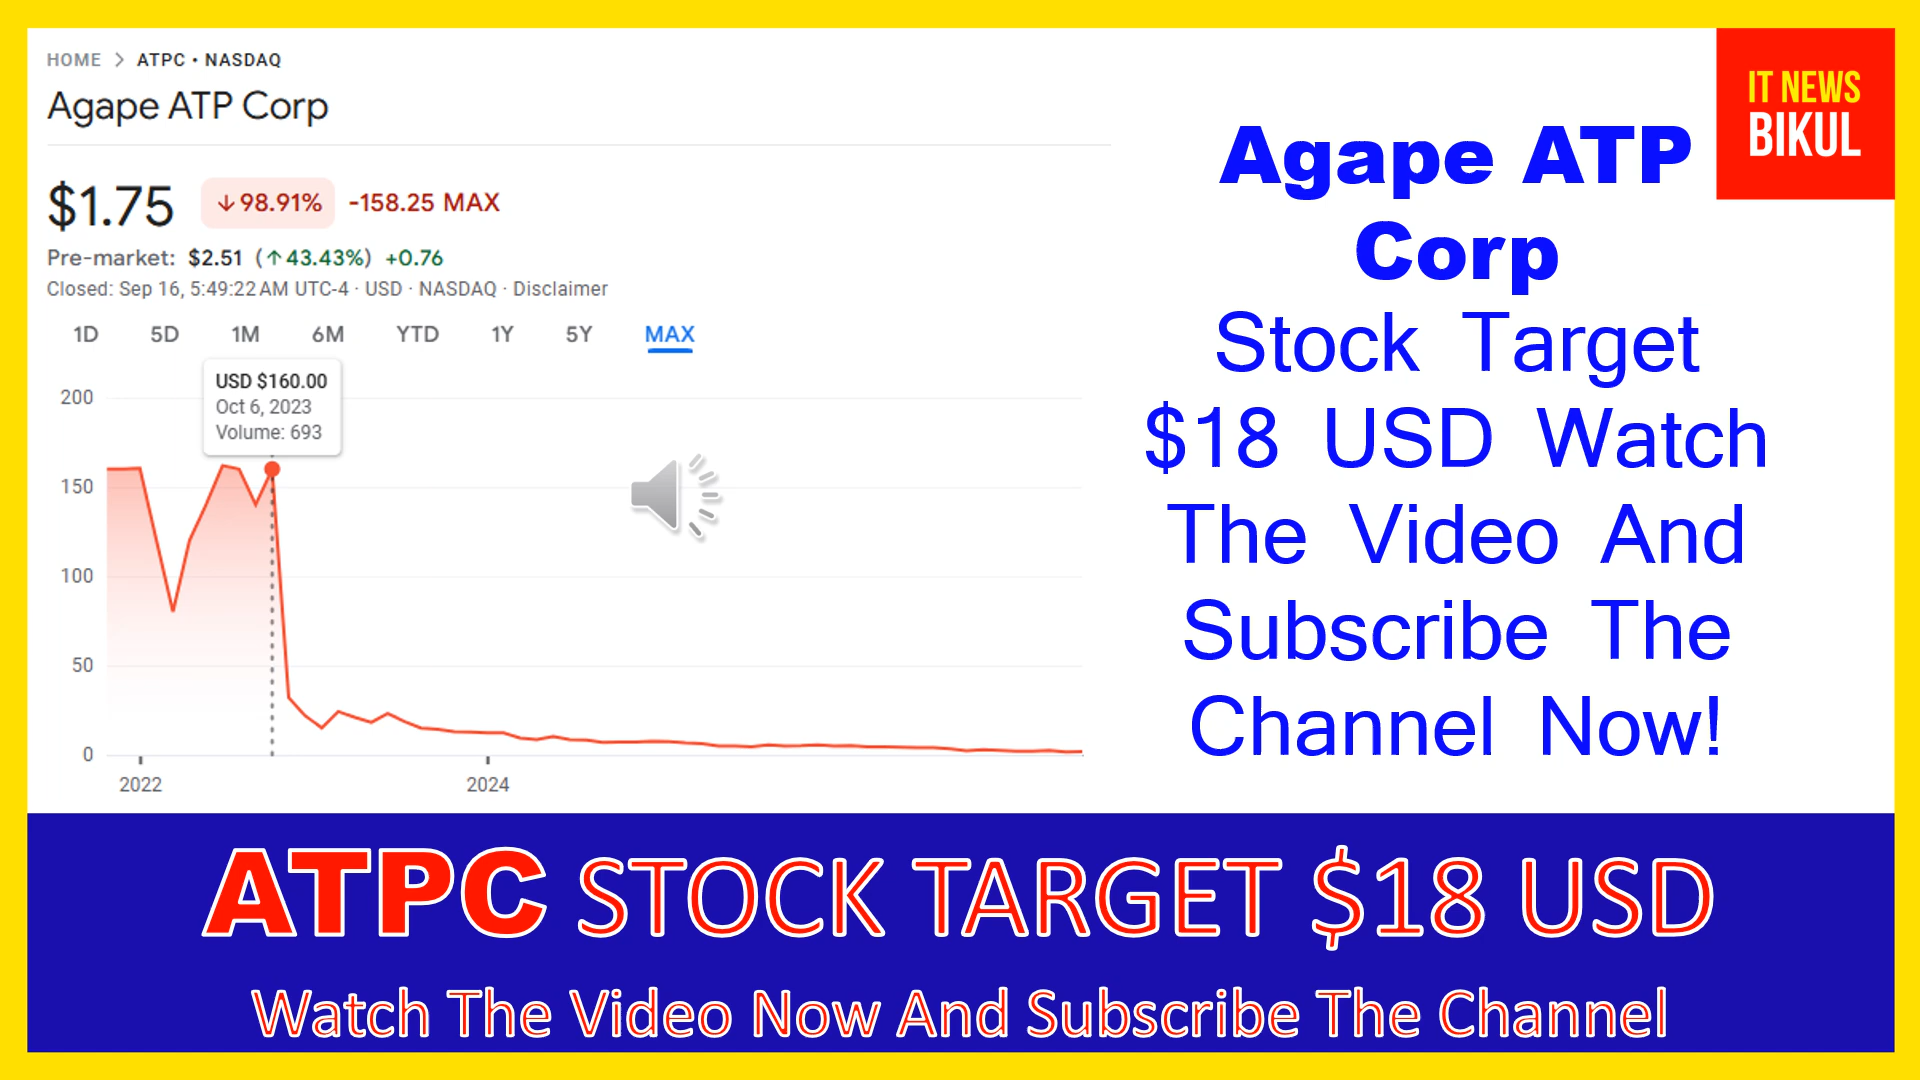 HOME > ATPC • NASDAQ
Agape ATP Corp
$1.75 ↓98.91% -158.25 MAX
Pre-market: $2.51 (↑43.43%) +0.76
Closed: Sep 16, 5:49:22 AM UTC-4 · USD · NASDAQ · Disclaimer
1D 5D 1M 6M YTD 1Y 5Y MAX
USD $160.00
Oct 6, 2023
Volume: 693
200
150
100
50
0
2022 2024
IT NEWS
BIKUL
Agape ATP
Corp
Stock Target
$18 USD Watch
The Video And
Subscribe The
Channel Now!
ATPC STOCK TARGET $18 USD
Watch The Video Now And Subscribe The Channel